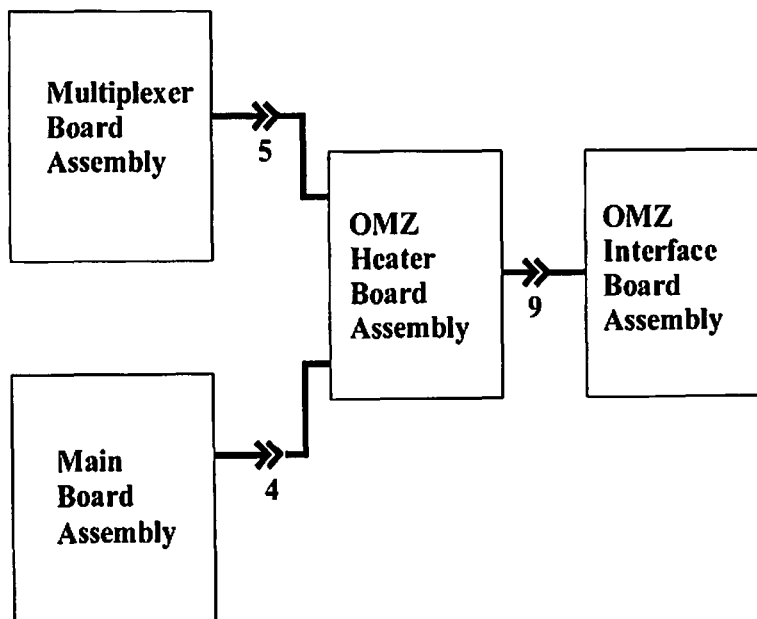 Multiplexer
Board
Assembly
5
OMZ
Heater
Board
Assembly
9
OMZ
Interface
Board
Assembly
Main
Board
Assembly
4